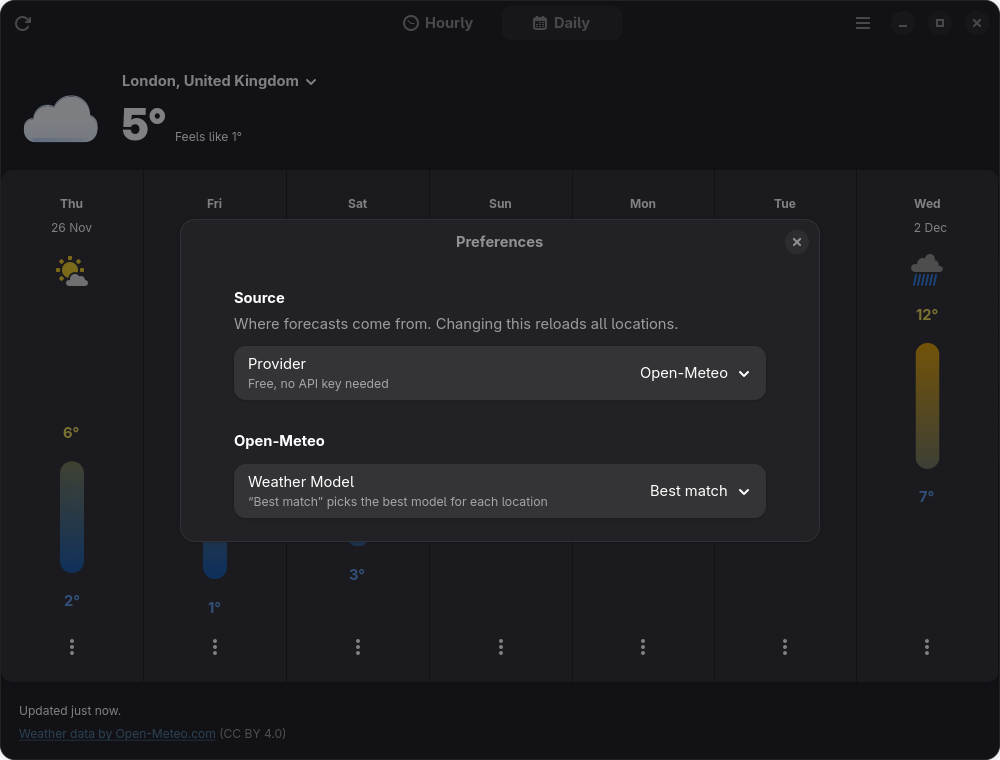 Hourly
Daily
London, United Kingdom
5°
Feels like 1°
Thu
Fri
Sat
Sun
Mon
Tue
Wed
26 Nov
2 Dec
Preferences
Source
Where forecasts come from. Changing this reloads all locations.
Provider
Free, no API key needed
Open-Meteo
Open-Meteo
Weather Model
“Best match” picks the best model for each location
Best match
12°
6°
7°
3°
2°
1°
Updated just now.
Weather data by Open-Meteo.com (CC BY 4.0)